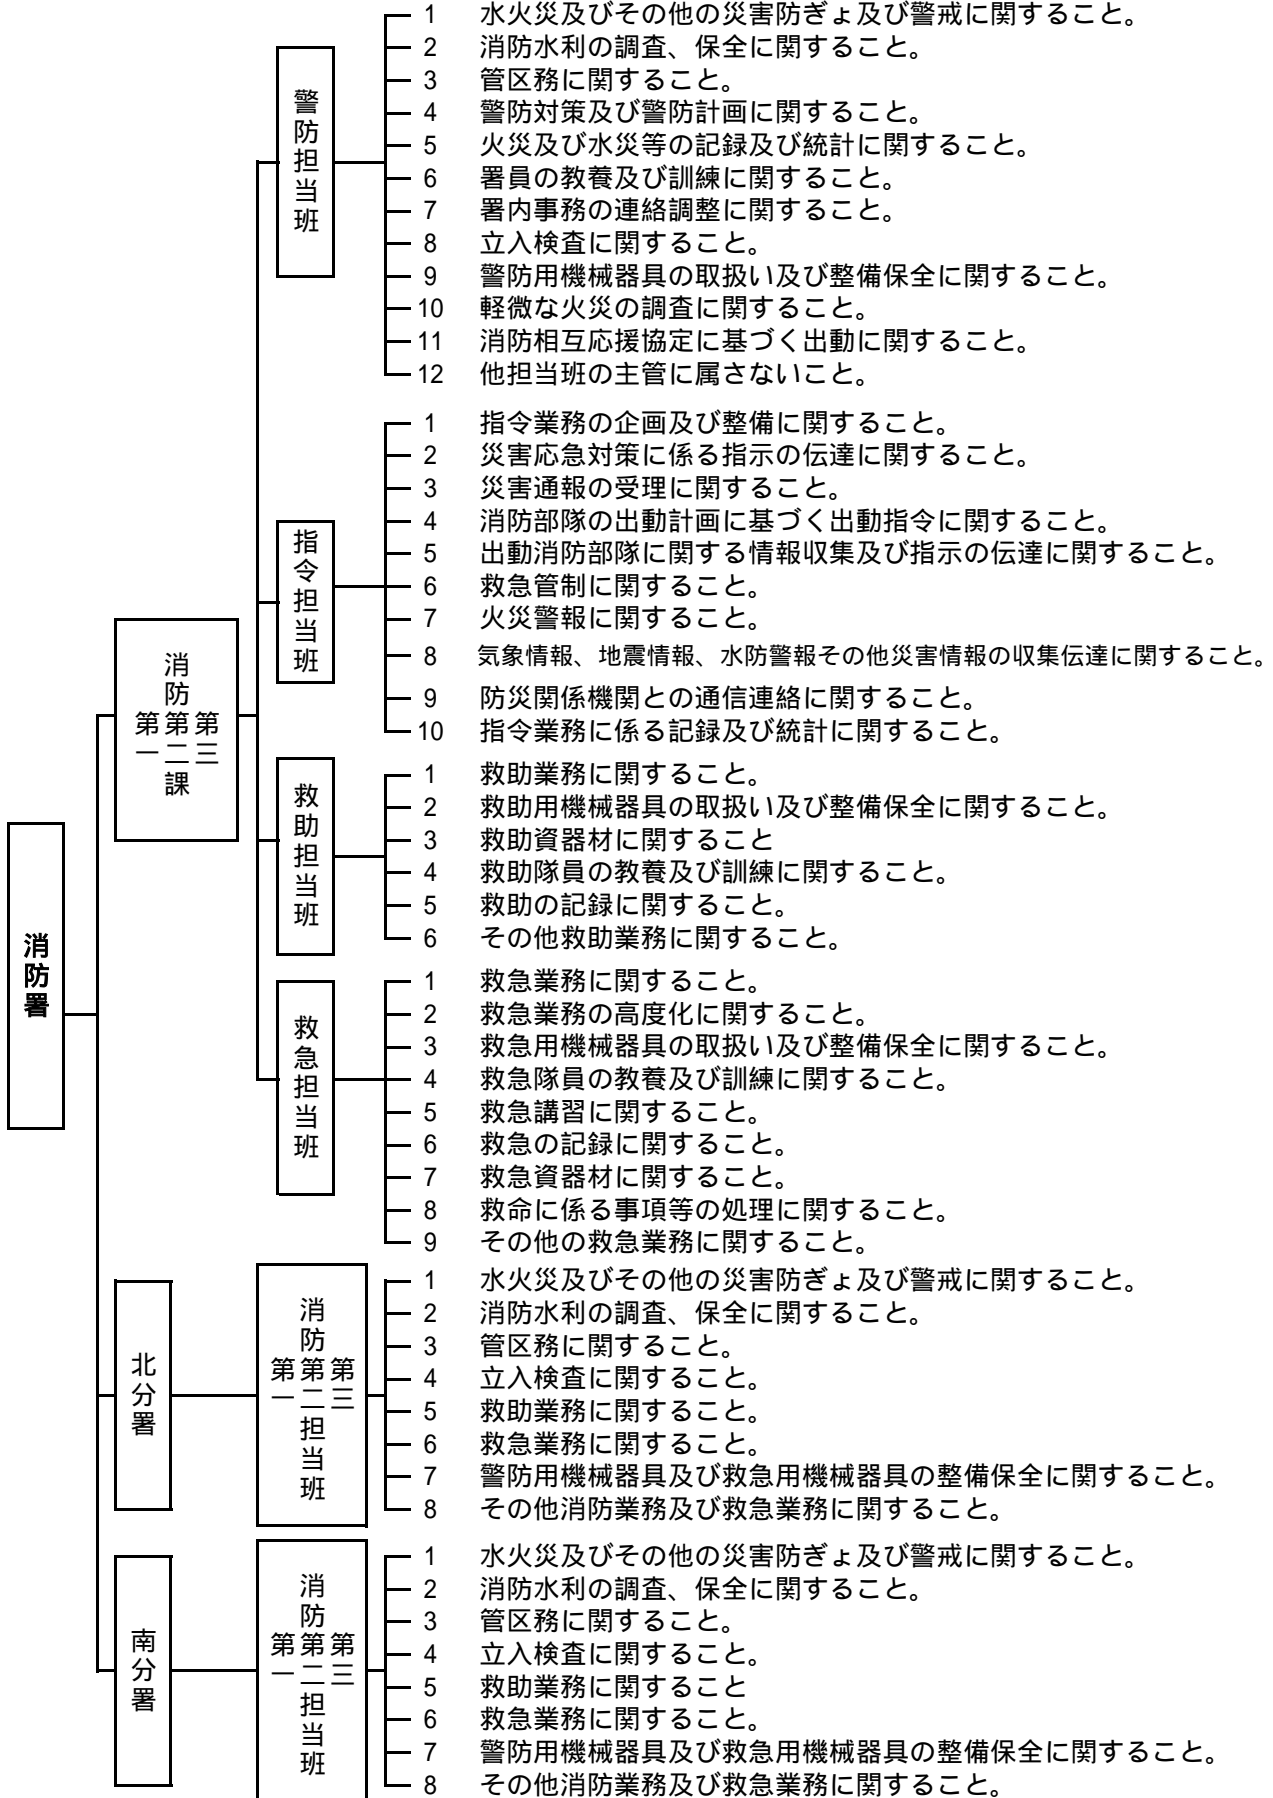 消防署
消防
第一第二第三
課
警防担当班
1 水火災及びその他の災害防ぎょ及び警戒に関すること。
2 消防水利の調査、保全に関すること。
3 管区務に関すること。
4 警防対策及び警防計画に関すること。
5 火災及び水災等の記録及び統計に関すること。
6 署員の教養及び訓練に関すること。
7 署内事務の連絡調整に関すること。
8 立入検査に関すること。
9 警防用機械器具の取扱い及び整備保全に関すること。
10 軽微な火災の調査に関すること。
11 消防相互応援協定に基づく出動に関すること。
12 他担当班の主管に属さないこと。
指令担当班
1 指令業務の企画及び整備に関すること。
2 災害応急対策に係る指示の伝達に関すること。
3 災害通報の受理に関すること。
4 消防部隊の出動計画に基づく出動指令に関すること。
5 出動消防部隊に関する情報収集及び指示の伝達に関すること。
6 救急管制に関すること。
7 火災警報に関すること。
8 気象情報、地震情報、水防警報その他災害情報の収集伝達に関すること。
9 防災関係機関との通信連絡に関すること。
10 指令業務に係る記録及び統計に関すること。
救助担当班
1 救助業務に関すること。
2 救助用機械器具の取扱い及び整備保全に関すること。
3 救助資器材に関すること
4 救助隊員の教養及び訓練に関すること。
5 救助の記録に関すること。
6 その他救助業務に関すること。
救急担当班
1 救急業務に関すること。
2 救急業務の高度化に関すること。
3 救急用機械器具の取扱い及び整備保全に関すること。
4 救急隊員の教養及び訓練に関すること。
5 救急講習に関すること。
6 救急の記録に関すること。
7 救急資器材に関すること。
8 救命に係る事項等の処理に関すること。
9 その他の救急業務に関すること。
北分署
消防
第一第二第三
担当班
1 水火災及びその他の災害防ぎょ及び警戒に関すること。
2 消防水利の調査、保全に関すること。
3 管区務に関すること。
4 立入検査に関すること。
5 救助業務に関すること。
6 救急業務に関すること。
7 警防用機械器具及び救急用機械器具の整備保全に関すること。
8 その他消防業務及び救急業務に関すること。
南分署
消防
第一第二第三
担当班
1 水火災及びその他の災害防ぎょ及び警戒に関すること。
2 消防水利の調査、保全に関すること。
3 管区務に関すること。
4 立入検査に関すること。
5 救助業務に関すること
6 救急業務に関すること。
7 警防用機械器具及び救急用機械器具の整備保全に関すること。
8 その他消防業務及び救急業務に関すること。